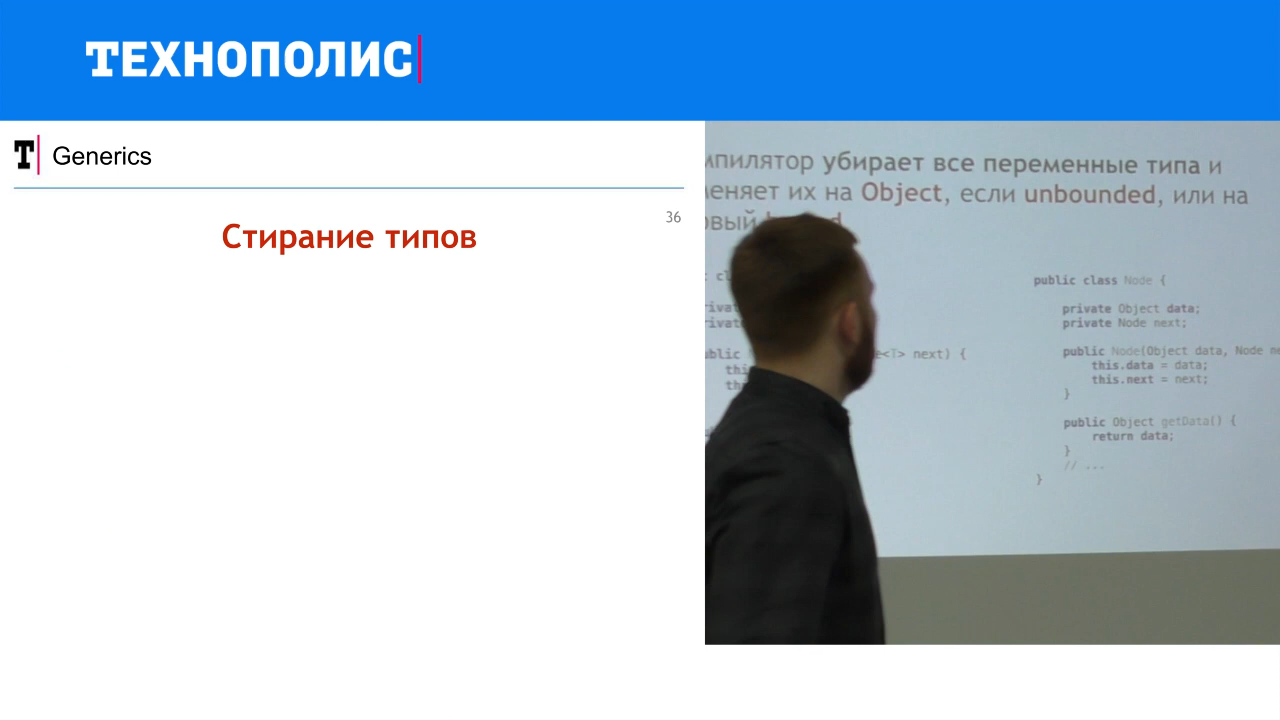 ТЕХНОПОЛИС
T Generics
36
Стирание типов
мпилятор убирает все переменные типа и
меняет их на Object, если unbounded, или на
public class Node {
private Object data;
private Node next;
next) {
public Node(Object data, Node
this.data = data;
this.next = next;
}
public Object getData() {
return data;
}
// ...
}